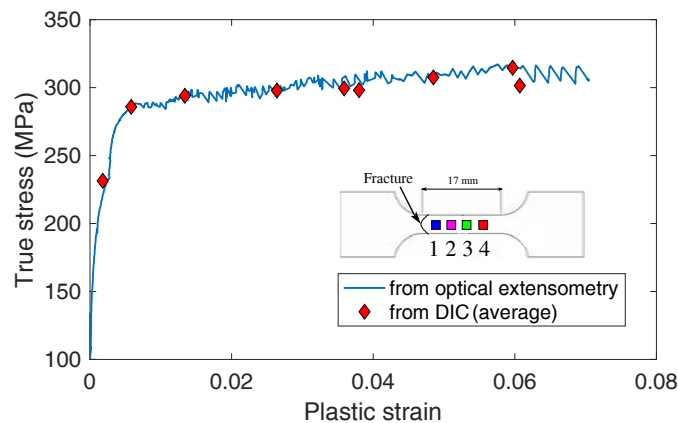 350
300
250
200
150
100
True stress (MPa)
Fracture
17 mm
1 2 3 4
from optical extensometry
from DIC (average)
0 0.02 0.04 0.06 0.08
Plastic strain